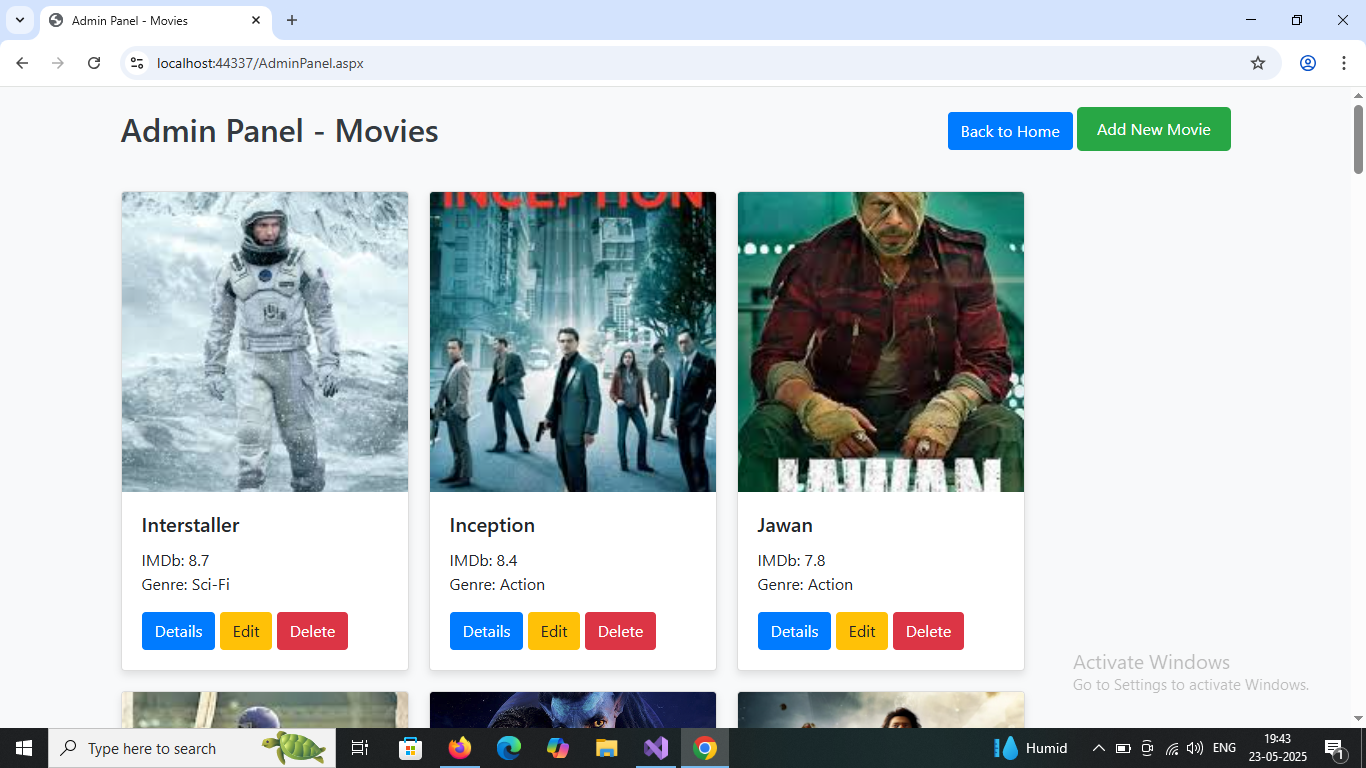 Admin Panel - Movies
localhost:44337/AdminPanel.aspx
Admin Panel - Movies
Back to Home
Add New Movie
INCEPTION
JAWAN
Interstaller
Inception
Jawan
IMDb: 8.7
IMDb: 8.4
IMDb: 7.8
Genre: Sci-Fi
Genre: Action
Genre: Action
Details Edit Delete
Details Edit Delete
Details Edit Delete
Activate Windows
Go to Settings to activate Windows.
Type here to search
Humid
ENG
19:43
23-05-2025
1